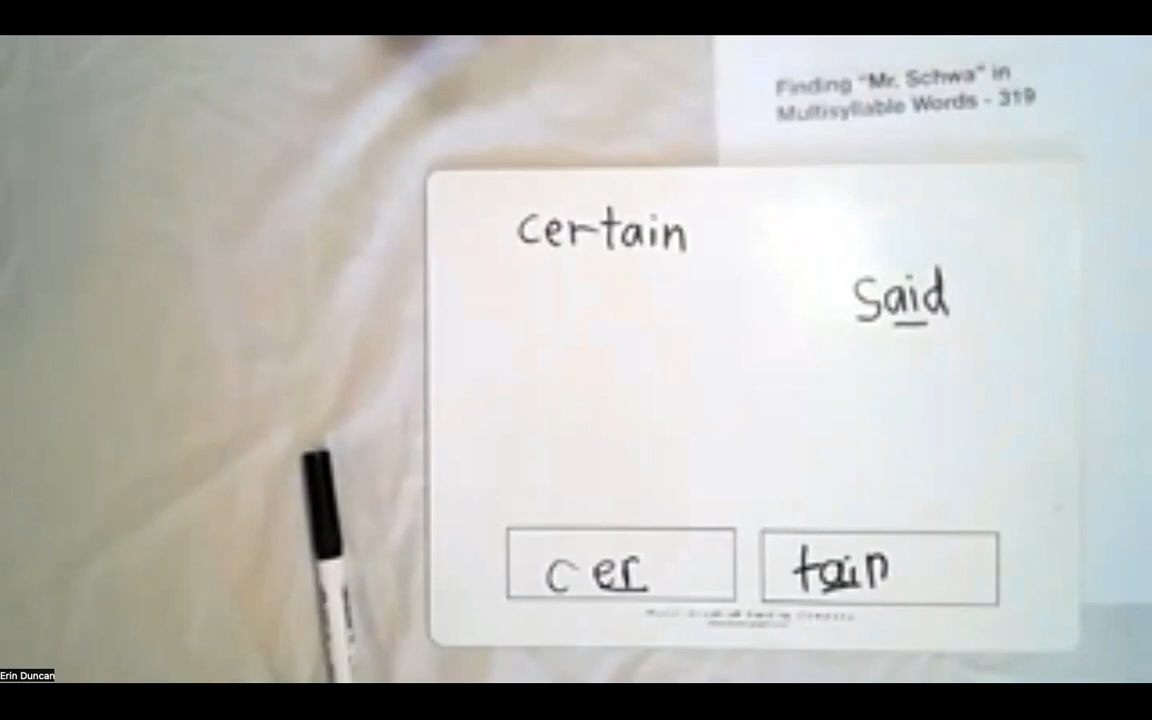 Finding "Mr. Schwa" in
Multisyllable Words - 319
certain
said
cer
tain
Erin Duncan